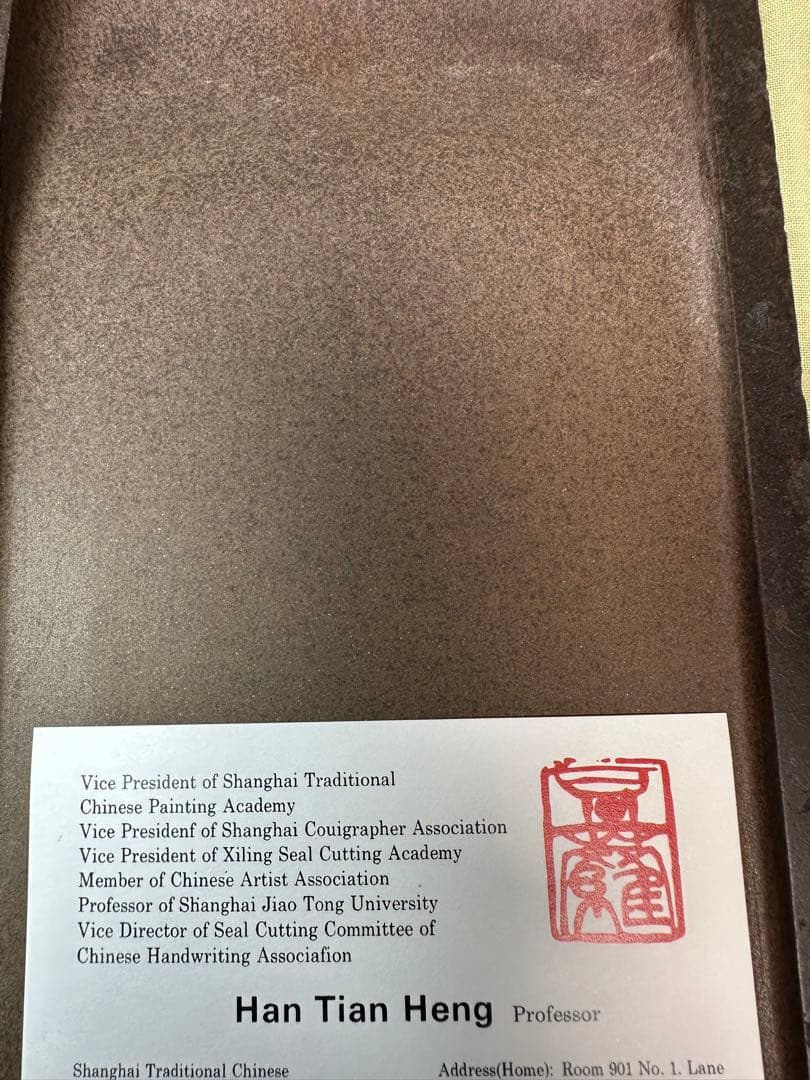 Vice President of Shanghai Traditional
Chinese Painting Academy
Vice Presidenf of Shanghai Couigrapher Association
Vice President of Xiling Seal Cutting Academy
Member of Chinese Artist Association
Professor of Shanghai Jiao Tong University
Vice Director of Seal Cutting Committee of
Chinese Handwriting Associafion
Han Tian Heng Professor
Shanghai Traditional Chinese
Address(Home): Room 901 No. 1. Lane